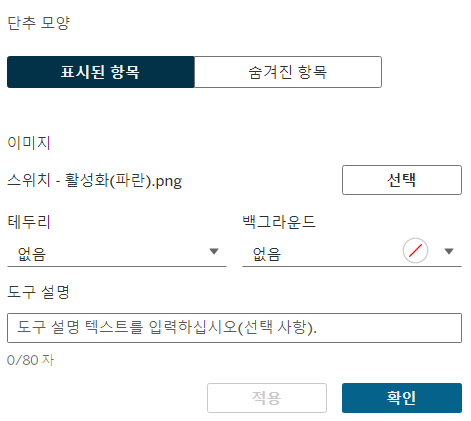 단추 모양
표시된 항목
숨겨진 항목
이미지
스위치 - 활성화(파란).png
선택
테두리
백그라운드
없음
없음
도구 설명
도구 설명 텍스트를 입력하십시오(선택 사항).
0/80 자
적용
확인